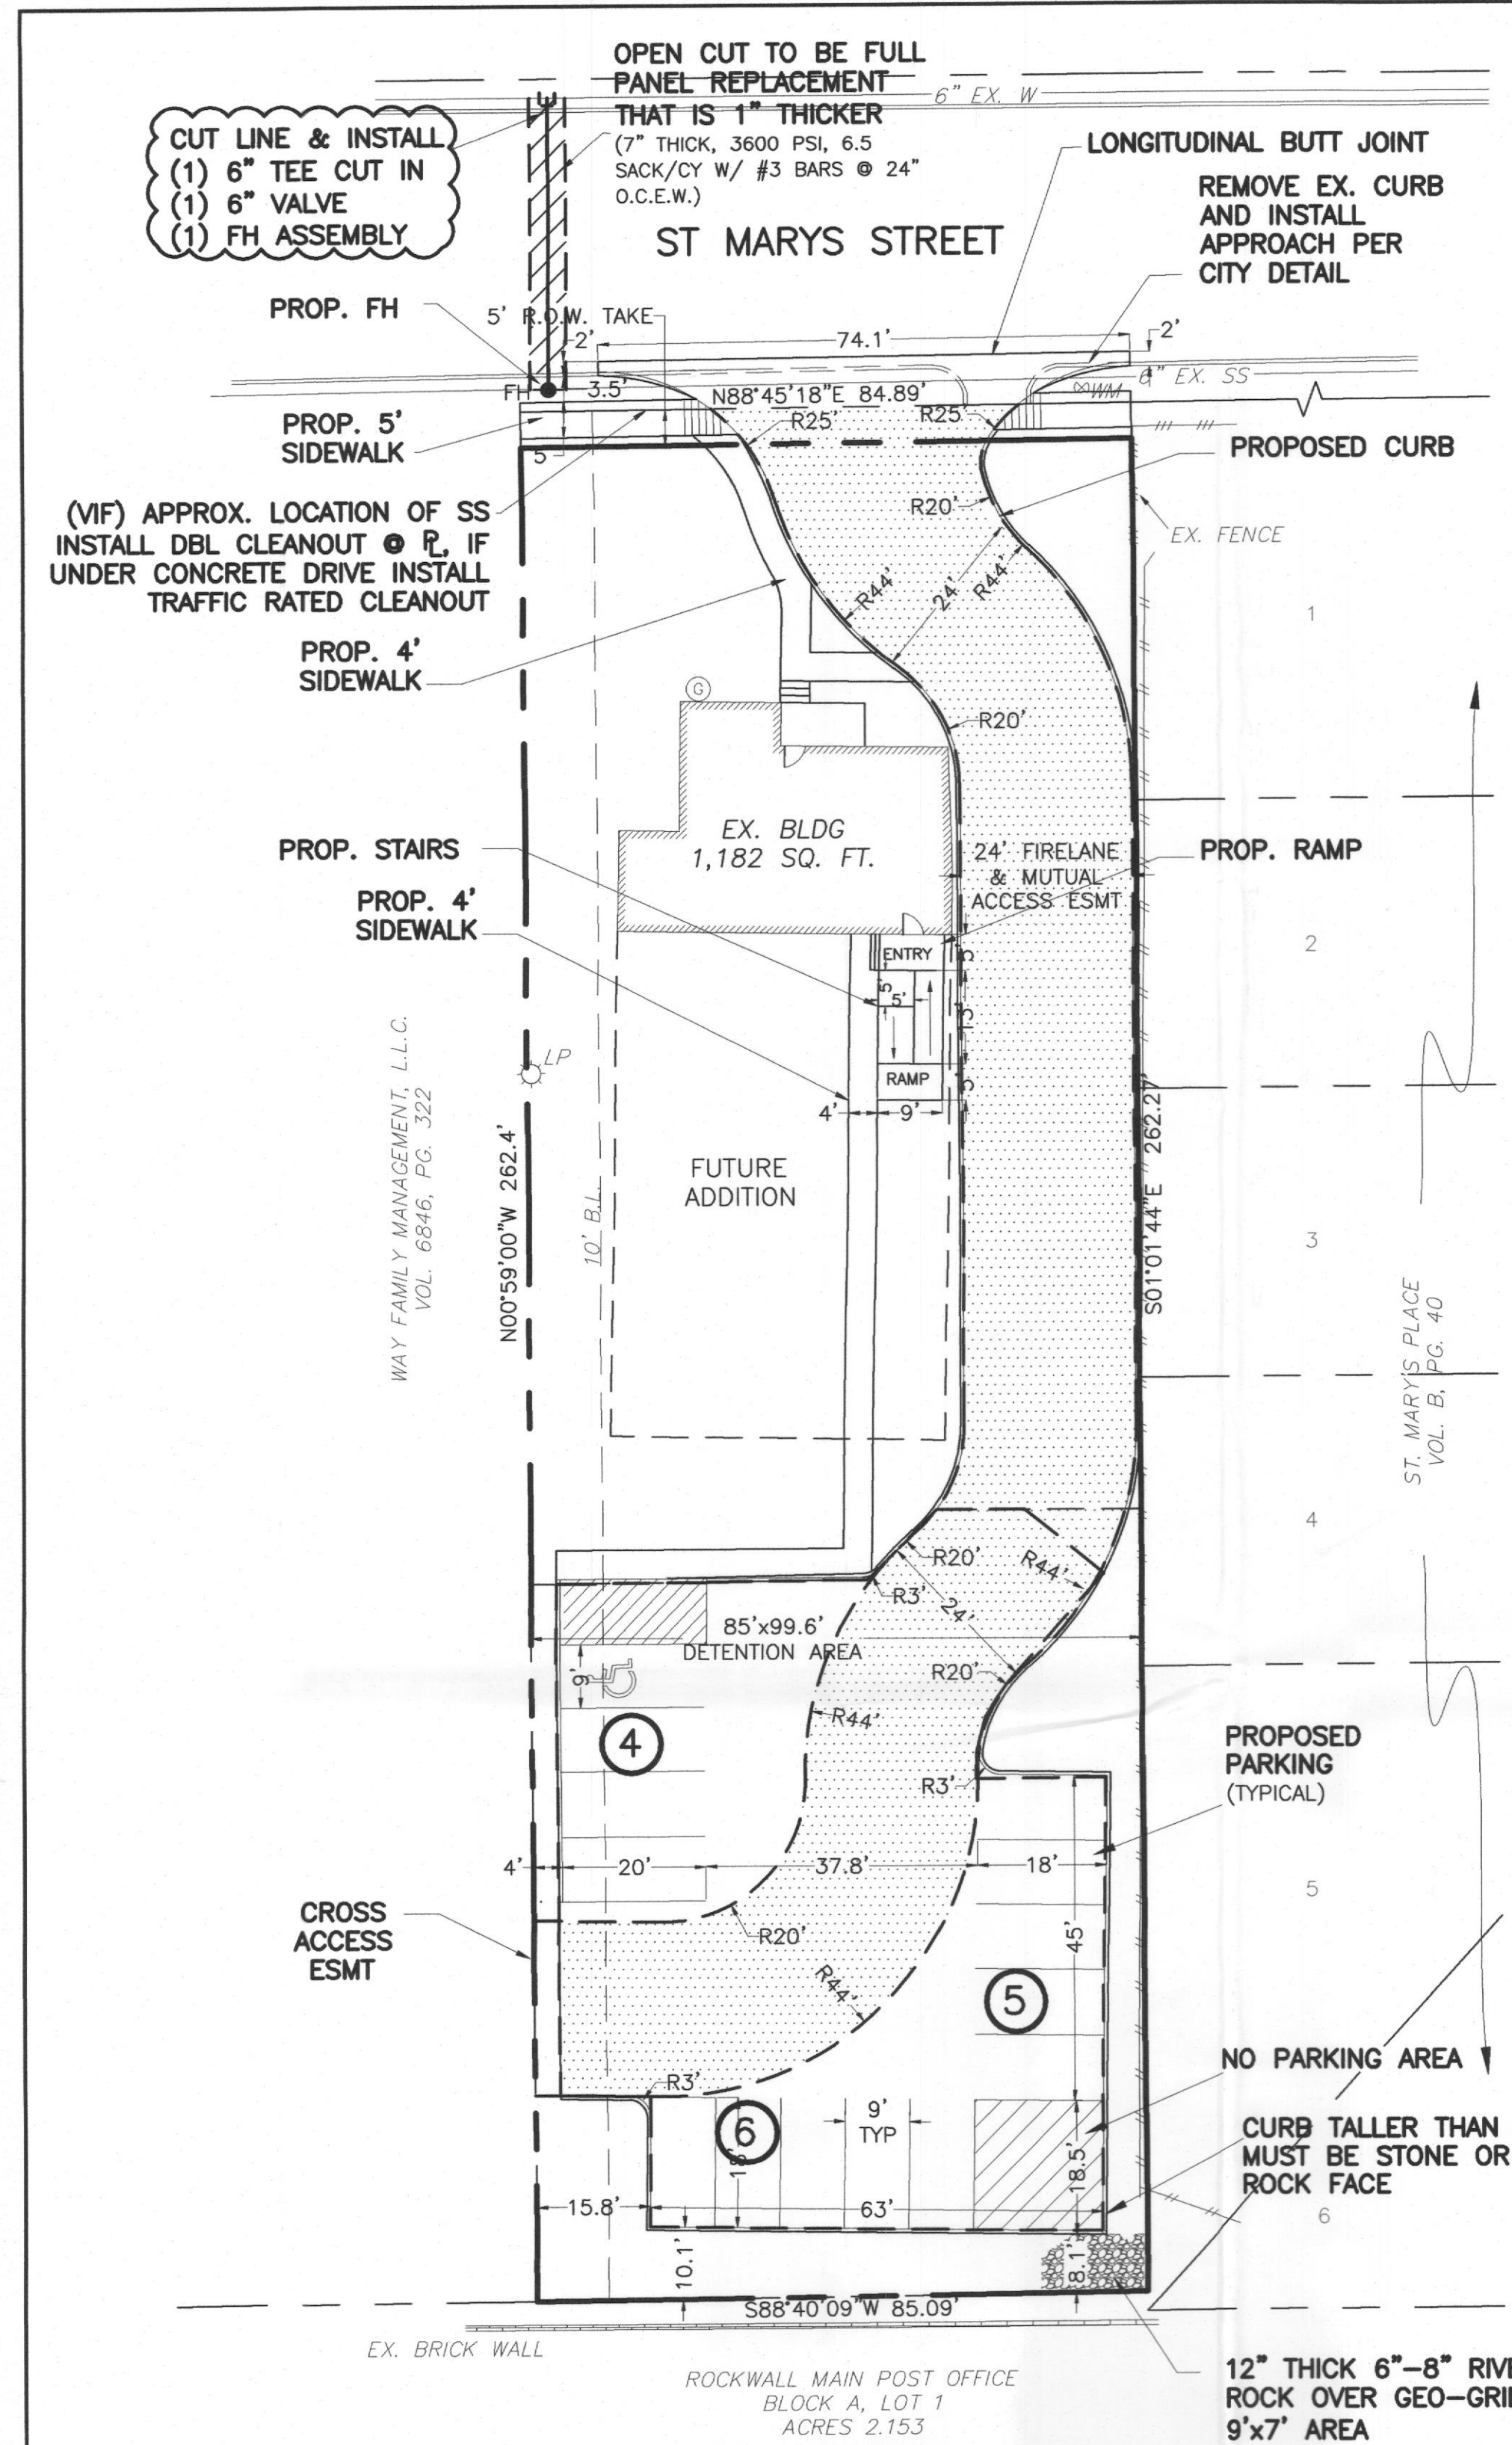 OPEN CUT TO BE FULL
PANEL REPLACEMENT
THAT IS 1" THICKER
(7" THICK, 3600 PSI, 6.5
SACK/CY W/ #3 BARS @ 24"
O.C.E.W.)
6" EX. W
CUT LINE & INSTALL
(1) 6" TEE CUT IN
(1) 6" VALVE
(1) FH ASSEMBLY
LONGITUDINAL BUTT JOINT
REMOVE EX. CURB
AND INSTALL
APPROACH PER
CITY DETAIL
ST MARYS STREET
PROP. FH
5' R.O.W. TAKE
2'
74.1'
2'
6" EX. SS
FH
3.5'
N88°45'18"E 84.89'
WM
PROP. 5'
SIDEWALK
R25'
R25'
5'
PROPOSED CURB
(VIF) APPROX. LOCATION OF SS
INSTALL DBL CLEANOUT @ PL, IF
UNDER CONCRETE DRIVE INSTALL
TRAFFIC RATED CLEANOUT
R20'
EX. FENCE
R44'
24'
R44'
1
PROP. 4'
SIDEWALK
G
R20'
EX. BLDG
1,182 SQ. FT.
PROP. STAIRS
24' FIRELANE
& MUTUAL
ACCESS ESMT
PROP. RAMP
PROP. 4'
SIDEWALK
2
ENTRY
5'
5'
5'
13'
LP
RAMP
5'
4'
9'
WAY FAMILY MANAGEMENT, L.L.C.
VOL. 6846, PG. 322
N00°59'00"W 262.4'
10' B.L.
FUTURE
ADDITION
S01°01'44"E 262.27'
3
ST. MARY'S PLACE
VOL. B, PG. 40
4
R20'
R44'
R3'
24'
85'x99.6'
DETENTION AREA
9'
R20'
4
R44'
R3'
PROPOSED
PARKING
(TYPICAL)
4'
20'
37.8'
18'
5
CROSS
ACCESS
ESMT
R20'
45'
R44'
5
NO PARKING AREA
R3'
6
9'
TYP
18'
18.5'
CURB TALLER THAN
MUST BE STONE OR
ROCK FACE
15.8'
63'
6
10.1'
8.1'
S88°40'09"W 85.09'
EX. BRICK WALL
ROCKWALL MAIN POST OFFICE
BLOCK A, LOT 1
ACRES 2.153
12" THICK 6"-8" RIVE
ROCK OVER GEO-GRID
9'x7' AREA